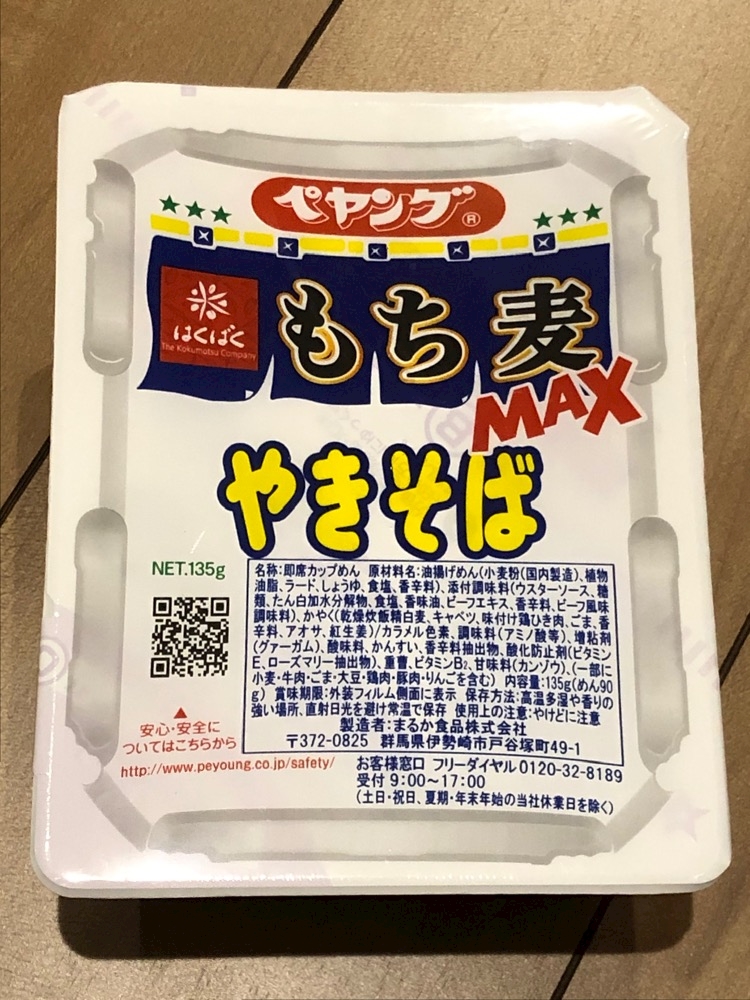 ペヤング®
はくばく
The Kokumotsu Company
もち麦
MAX
やきそば
NET.135g
名称:即席カップめん 原材料名:油揚げめん(小麦粉(国内製造)、植物
油脂、ラード、しょうゆ、食塩、香辛料)、添付調味料(ウスターソース、糖
類、たん白加水分解物、食塩、香味油、ビーフエキス、香辛料、ビーフ風味
調味料)、かやく(乾燥炊飯精白麦、キャベツ、味付け鶏ひき肉、ごま、香
辛料、アオサ、紅生姜)/カラメル色素、調味料(アミノ酸等)、増粘剤
(グァーガム)、酸味料、かんすい、香辛料抽出物、酸化防止剤(ビタミン
E、ローズマリー抽出物)、重曹、ビタミンB₂、甘味料(カンゾウ)、(一部に
小麦・牛肉・ごま・大豆・鶏肉・豚肉・りんごを含む) 内容量:135g(めん90
g) 賞味期限:外装フィルム側面に表示 保存方法:高温多湿や香りの
強い場所、直射日光を避け常温で保存 使用上の注意:やけどに注意
製造者:まるか食品株式会社
〒372-0825 群馬県伊勢崎市戸谷塚町49-1
▲
安心・安全に
ついてはこちらから
http://www.peyoung.co.jp/safety/
お客様窓口 フリーダイヤル0120-32-8189
受付 9:00〜17:00
(土日・祝日、夏期・年末年始の当社休業日を除く)